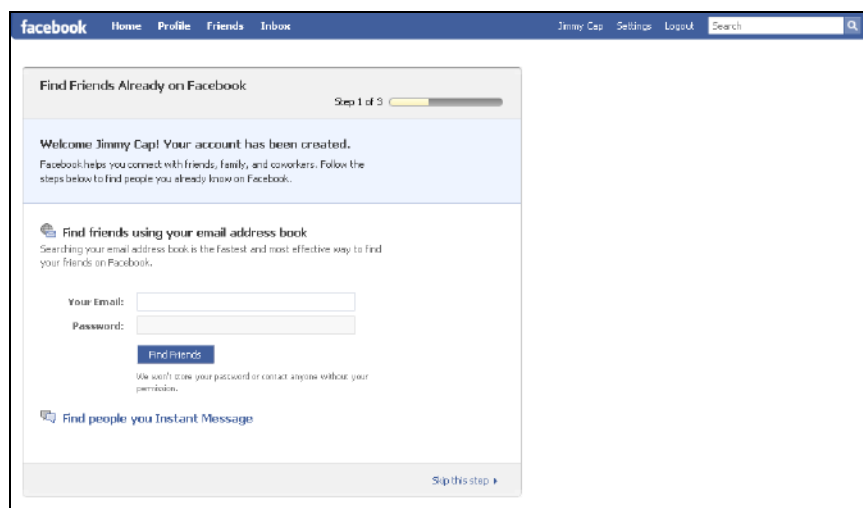 facebook Home Profile Friends Inbox Jimmy Cap Settings Logout Search
Find Friends Already on Facebook
Step 1 of 3
Welcome Jimmy Cap! Your account has been created.
Facebook helps you connect with friends, family, and coworkers. Follow the
steps below to find people you already know on Facebook.
Find friends using your email address book
Searching your email address book is the fastest and most effective way to find
your friends on Facebook.
Your Email:
Password:
Find Friends
We won't store your password or contact anyone without your
permission.
Find people you Instant Message
Skip this step